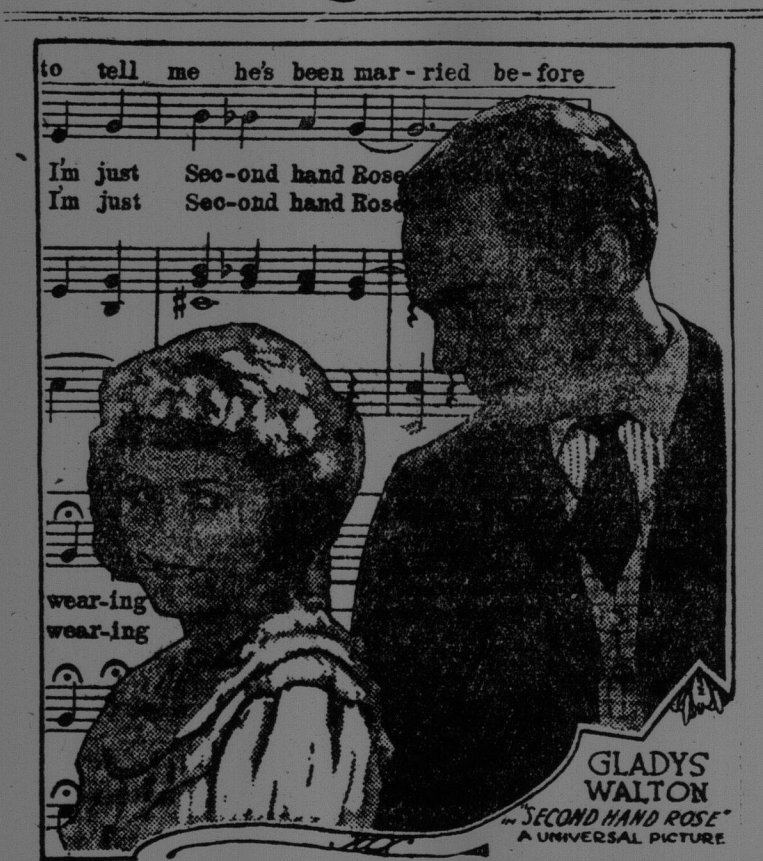 to tell me he's been mar-ried be-fore
I'm just Sec-ond hand Rose
I'm just Sec-ond hand Rose
wear-ing
wear-ing
GLADYS
WALTON
in "SECOND HAND ROSE"
A UNIVERSAL PICTURE